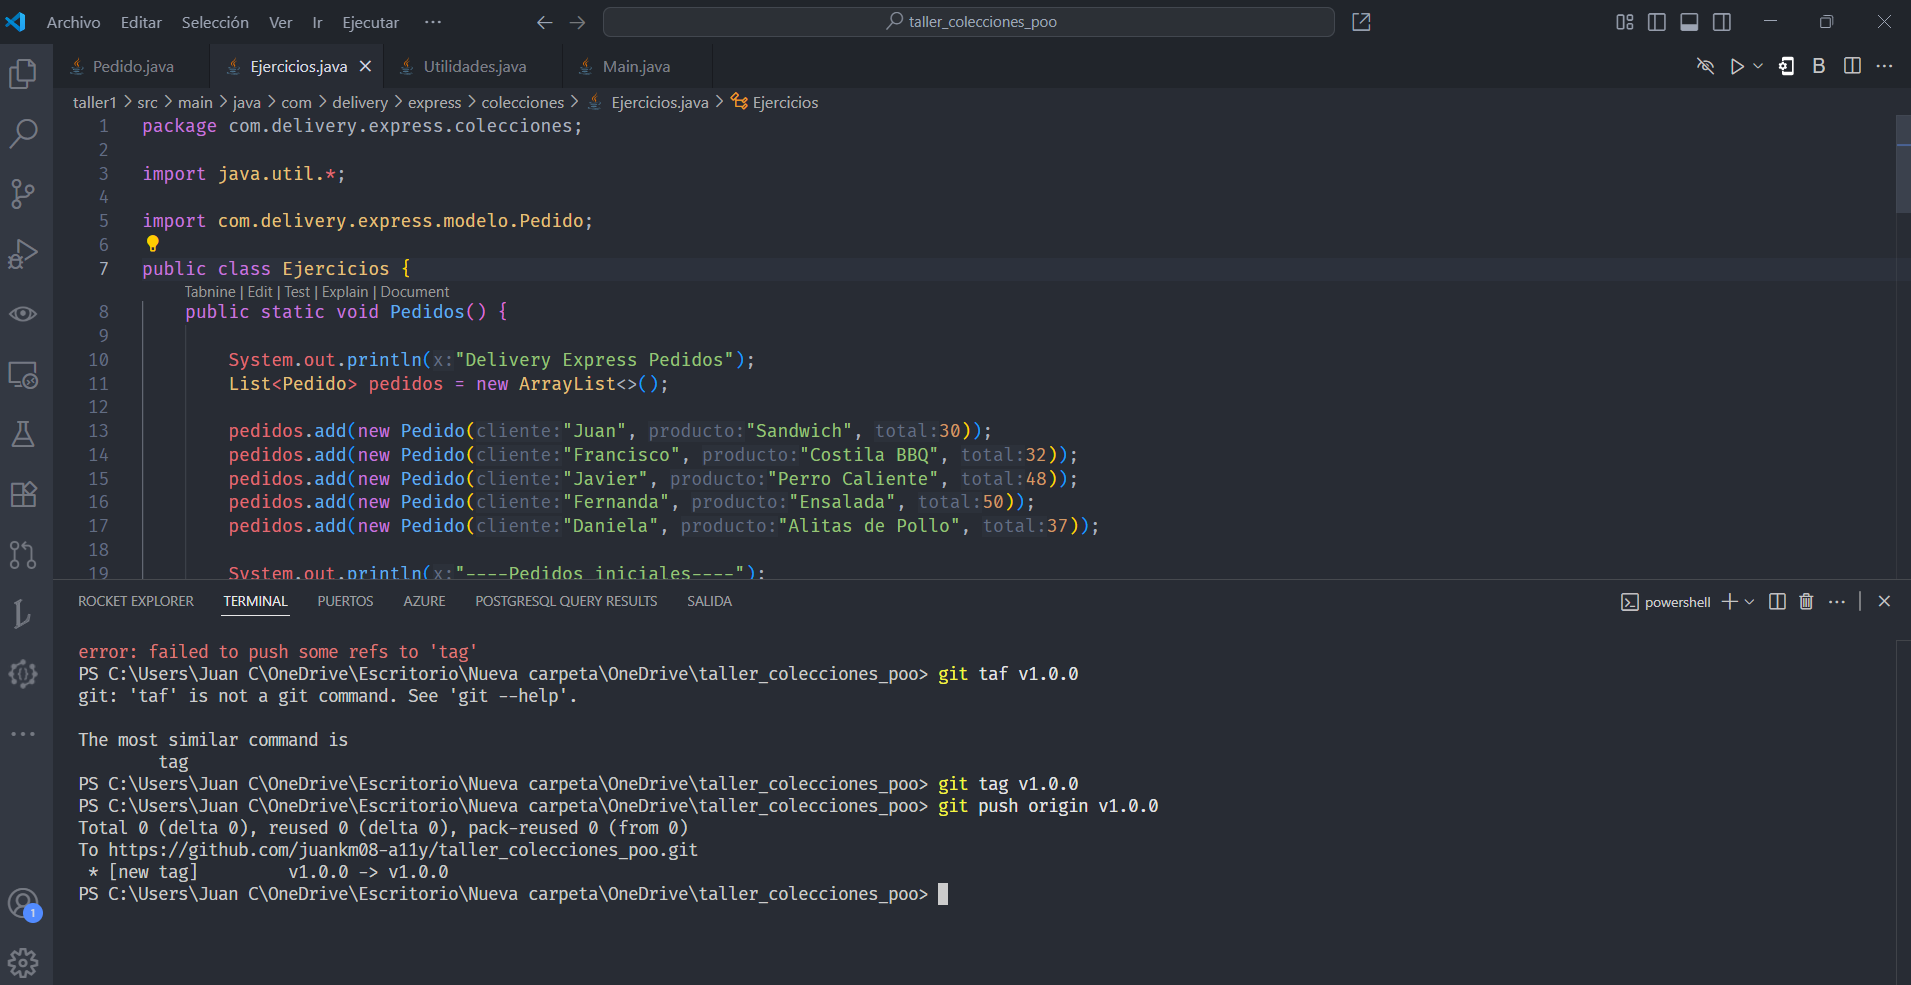 Archivo Editar Selección Ver Ir Ejecutar ··· taller_colecciones_poo
Pedido.java Ejercicios.java Utilidades.java Main.java
taller1 > src > main > java > com > delivery > express > colecciones > Ejercicios.java > Ejercicios
1 package com.delivery.express.colecciones;
2
3 import java.util.*;
4
5 import com.delivery.express.modelo.Pedido;
6
7 public class Ejercicios {
Tabnine | Edit | Test | Explain | Document
8 public static void Pedidos() {
9
10 System.out.println(x:"Delivery Express Pedidos");
11 List<Pedido> pedidos = new ArrayList<>();
12
13 pedidos.add(new Pedido(cliente:"Juan", producto:"Sandwich", total:30));
14 pedidos.add(new Pedido(cliente:"Francisco", producto:"Costila BBQ", total:32));
15 pedidos.add(new Pedido(cliente:"Javier", producto:"Perro Caliente", total:48));
16 pedidos.add(new Pedido(cliente:"Fernanda", producto:"Ensalada", total:50));
17 pedidos.add(new Pedido(cliente:"Daniela", producto:"Alitas de Pollo", total:37));
18
19 System.out.println(x:"----Pedidos iniciales----");
ROCKET EXPLORER TERMINAL PUERTOS AZURE POSTGRESQL QUERY RESULTS SALIDA powershell
error: failed to push some refs to 'tag'
PS C:\Users\Juan C\OneDrive\Escritorio\Nueva carpeta\OneDrive\taller_colecciones_poo> git taf v1.0.0
git: 'taf' is not a git command. See 'git --help'.
The most similar command is
tag
PS C:\Users\Juan C\OneDrive\Escritorio\Nueva carpeta\OneDrive\taller_colecciones_poo> git tag v1.0.0
PS C:\Users\Juan C\OneDrive\Escritorio\Nueva carpeta\OneDrive\taller_colecciones_poo> git push origin v1.0.0
Total 0 (delta 0), reused 0 (delta 0), pack-reused 0 (from 0)
To https://github.com/juankm08-a11y/taller_colecciones_poo.git
* [new tag] v1.0.0 -> v1.0.0
PS C:\Users\Juan C\OneDrive\Escritorio\Nueva carpeta\OneDrive\taller_colecciones_poo>
1